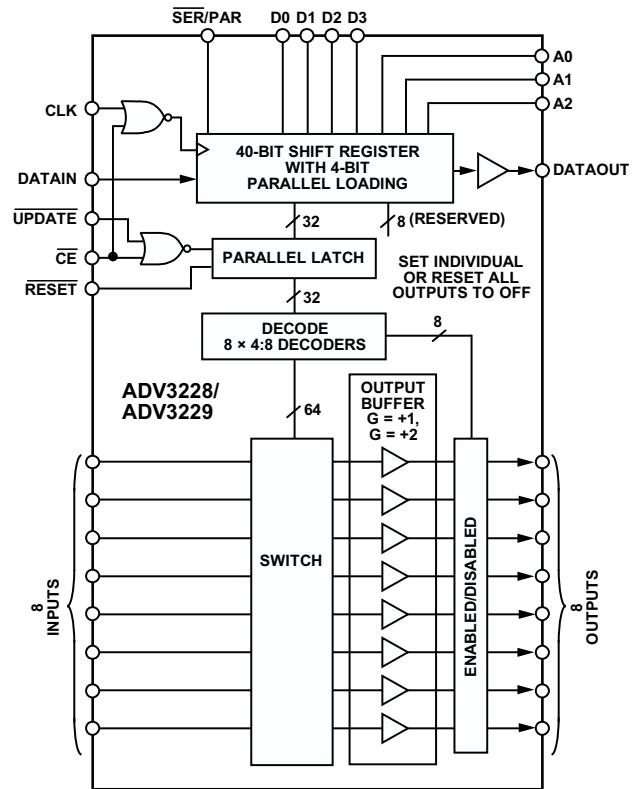 SER/PAR
D0 D1 D2 D3
A0
A1
A2
CLK
DATAIN
UPDATE
CE
RESET
40-BIT SHIFT REGISTER
WITH 4-BIT
PARALLEL LOADING
DATAOUT
32
8 (RESERVED)
PARALLEL LATCH
SET INDIVIDUAL
OR RESET ALL
OUTPUTS TO OFF
32
DECODE
8 × 4:8 DECODERS
8
ADV3228/
ADV3229
64
OUTPUT
BUFFER
G = +1,
G = +2
SWITCH
ENABLED/DISABLED
8
INPUTS
8
OUTPUTS